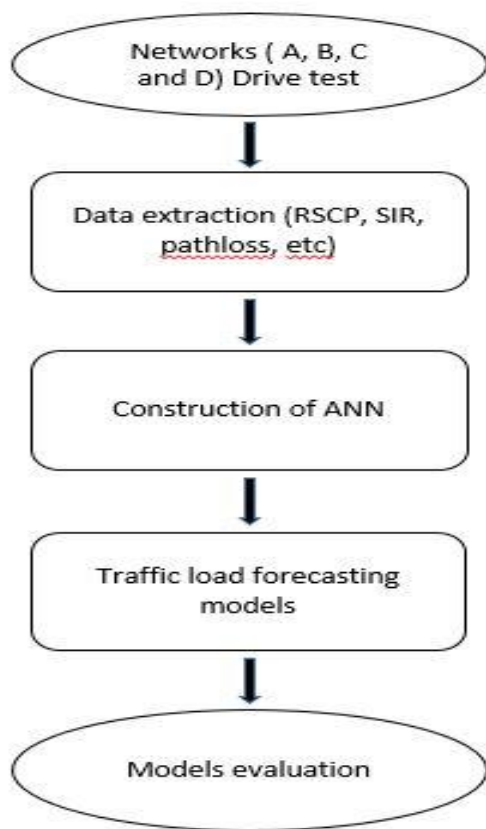 Networks ( A, B, C
and D) Drive test
Data extraction (RSCP, SIR,
pathloss, etc)
Construction of ANN
Traffic load forecasting
models
Models evaluation